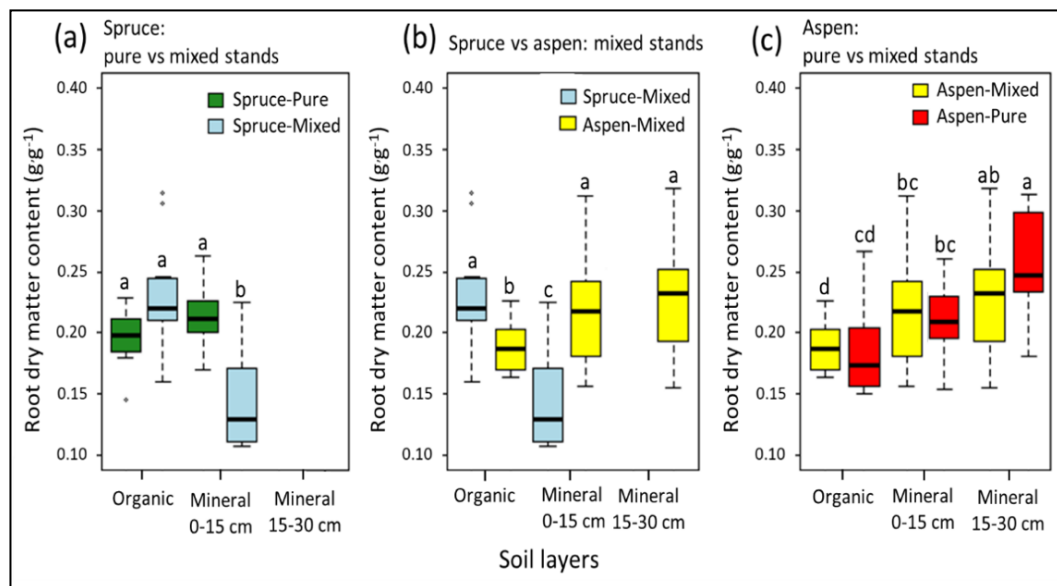 (a)
Spruce:
pure vs mixed stands
Root dry matter content (g·g⁻¹)
0.40
0.35
0.30
0.25
0.20
0.15
0.10
Spruce-Pure
Spruce-Mixed
a
a
a
b
Organic
Mineral
0-15 cm
Mineral
15-30 cm
(b)
Spruce vs aspen: mixed stands
Root dry matter content (g·g⁻¹)
0.40
0.35
0.30
0.25
0.20
0.15
0.10
Spruce-Mixed
Aspen-Mixed
a
b
c
a
a
Organic
Mineral
0-15 cm
Mineral
15-30 cm
(c)
Aspen:
pure vs mixed stands
Root dry matter content (g·g⁻¹)
0.40
0.35
0.30
0.25
0.20
0.15
0.10
Aspen-Mixed
Aspen-Pure
d
cd
bc
bc
ab
a
Organic
Mineral
0-15 cm
Mineral
15-30 cm
Soil layers